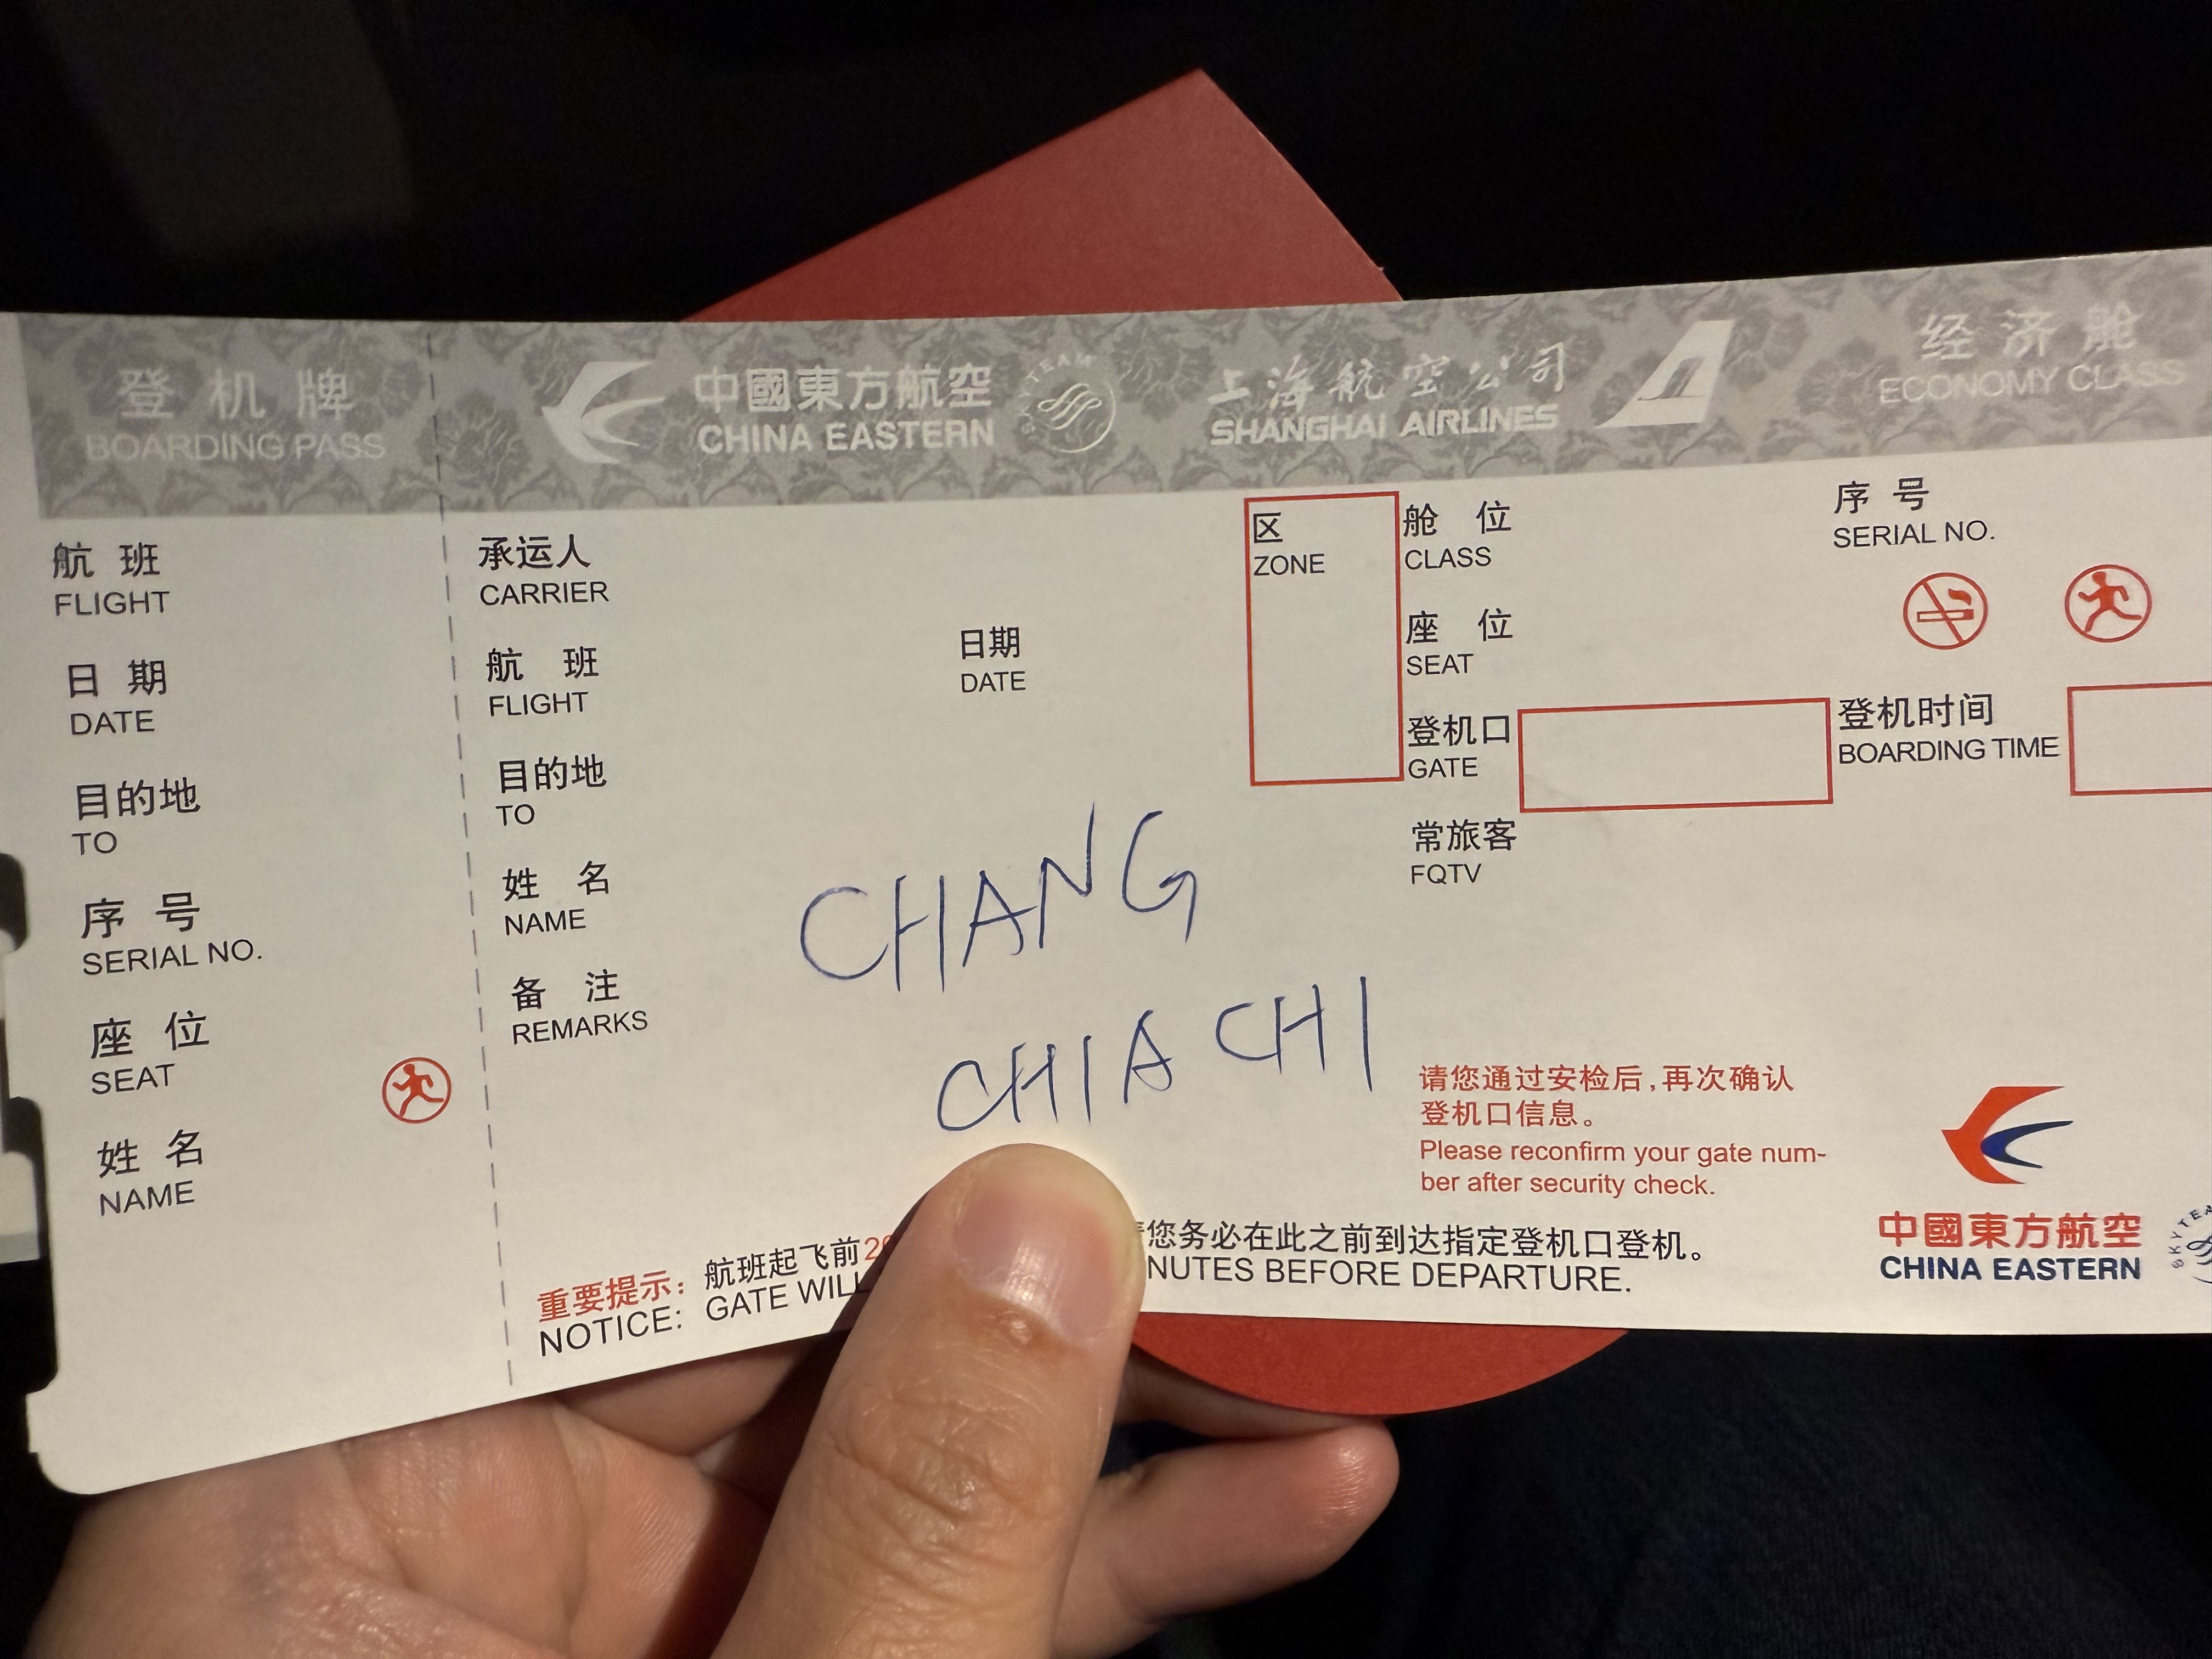 登机牌
BOARDING PASS
中國東方航空
CHINA EASTERN
SKYTEAM
上海航空公司
SHANGHAI AIRLINES
经济舱
ECONOMY CLASS
航班
FLIGHT
日期
DATE
目的地
TO
序号
SERIAL NO.
座位
SEAT
姓名
NAME
承运人
CARRIER
航班
FLIGHT
日期
DATE
目的地
TO
姓名
NAME
备注
REMARKS
CHANG
CHIA CHI
区
ZONE
舱位
CLASS
座位
SEAT
登机口
GATE
常旅客
FQTV
序号
SERIAL NO.
登机时间
BOARDING TIME
请您通过安检后,再次确认
登机口信息。
Please reconfirm your gate num-
ber after security check.
重要提示: 航班起飞前 您务必在此之前到达指定登机口登机。
NOTICE: GATE WILL BEFORE DEPARTURE.
中國東方航空
CHINA EASTERN